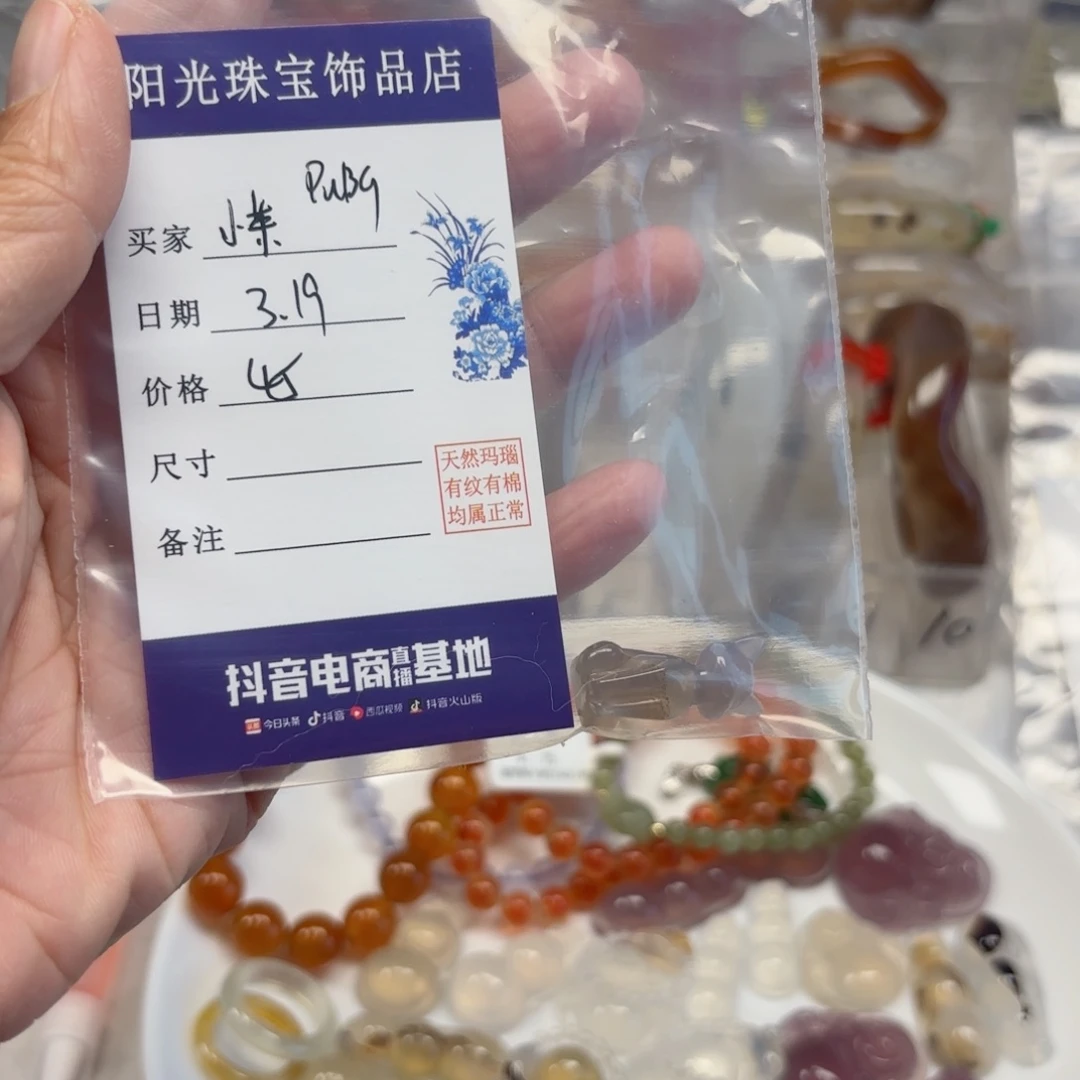 阳光珠宝饰品店
PUBG
买家
日期 3.19
价格 45
尺寸
天然玛瑙
有纹有棉
均属正常
备注
抖音电商直播基地
今日头条 抖音 西瓜视频 抖音火山版
10